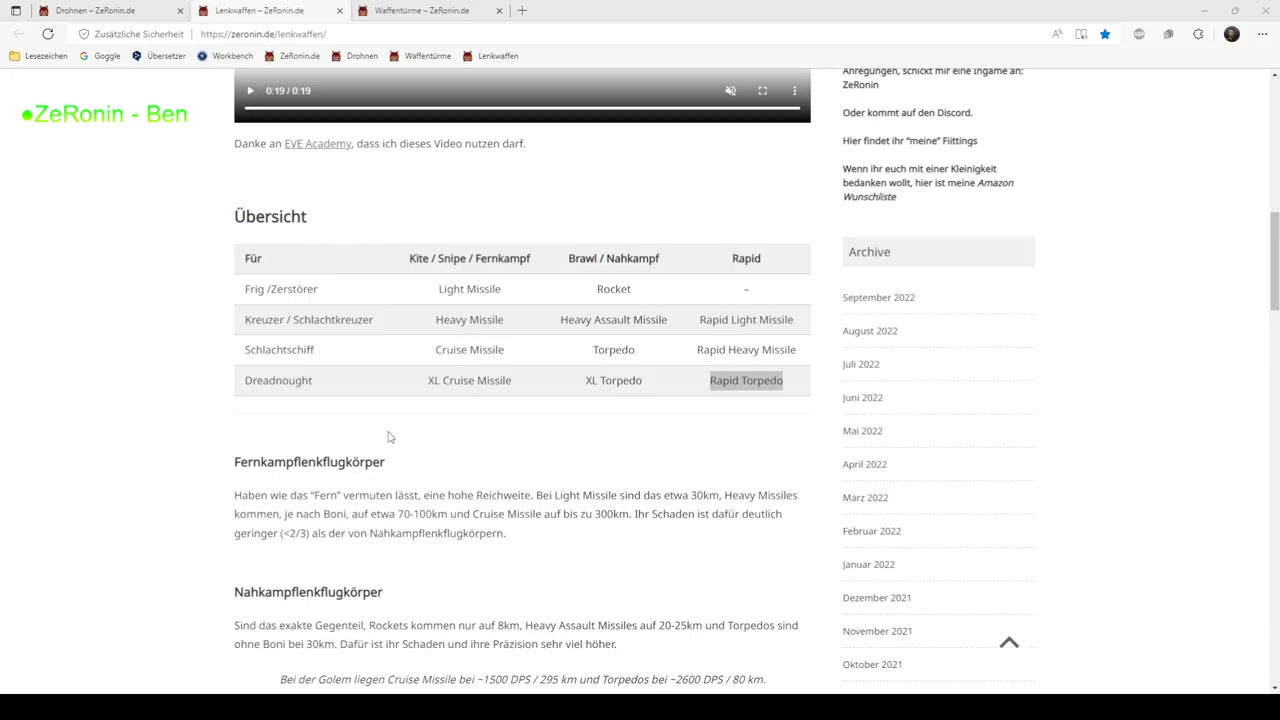 Drohnen – ZeRonin.de
Lenkwaffen – ZeRonin.de
Waffentürme – ZeRonin.de
Zusätzliche Sicherheit
https://zeronin.de/lenkwaffen/
Lesezeichen
Goggle
Übersetzer
Workbench
ZeRonin.de
Drohnen
Waffentürme
Lenkwaffen
ZeRonin - Ben
0:19 / 0:19
Danke an EVE Academy, dass ich dieses Video nutzen darf.
Übersicht
Für Kite / Snipe / Fernkampf Brawl / Nahkampf Rapid
Frig /Zerstörer Light Missile Rocket –
Kreuzer / Schlachtkreuzer Heavy Missile Heavy Assault Missile Rapid Light Missile
Schlachtschiff Cruise Missile Torpedo Rapid Heavy Missile
Dreadnought XL Cruise Missile XL Torpedo Rapid Torpedo
Fernkampflenkflugkörper
Haben wie das “Fern” vermuten lässt, eine hohe Reichweite. Bei Light Missile sind das etwa 30km, Heavy Missiles
kommen, je nach Boni, auf etwa 70-100km und Cruise Missile auf bis zu 300km. Ihr Schaden ist dafür deutlich
geringer (<2/3) als der von Nahkampflenkflugkörpern.
Nahkampflenkflugkörper
Sind das exakte Gegenteil, Rockets kommen nur auf 8km, Heavy Assault Missiles auf 20-25km und Torpedos sind
ohne Boni bei 30km. Dafür ist ihr Schaden und ihre Präzision sehr viel höher.
Bei der Golem liegen Cruise Missile bei ~1500 DPS / 295 km und Torpedos bei ~2600 DPS / 80 km.
Anregungen, schickt mir eine Ingame an:
ZeRonin
Oder kommt auf den Discord.
Hier findet ihr “meine” Fiittings
Wenn ihr euch mit einer Kleinigkeit
bedanken wollt, hier ist meine Amazon
Wunschliste
Archive
September 2022
August 2022
Juli 2022
Juni 2022
Mai 2022
April 2022
März 2022
Februar 2022
Januar 2022
Dezember 2021
November 2021
Oktober 2021